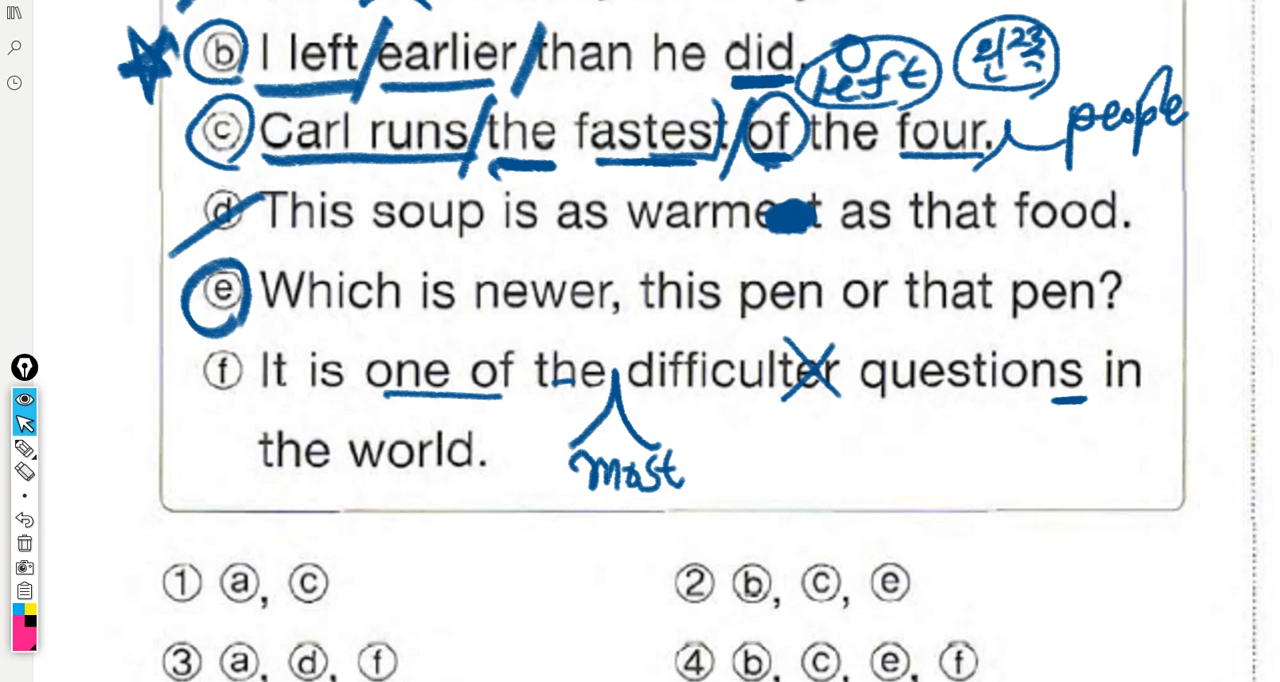 ⓑ I left earlier than he did. left 왼쪽
ⓒ Carl runs the fastest of the four. people
ⓓ This soup is as warmest as that food.
ⓔ Which is newer, this pen or that pen?
ⓕ It is one of the difficulter questions in
the world. most
① ⓐ, ⓒ ② ⓑ, ⓒ, ⓔ
③ ⓐ, ⓓ, ⓕ ④ ⓑ, ⓒ, ⓔ, ⓕ